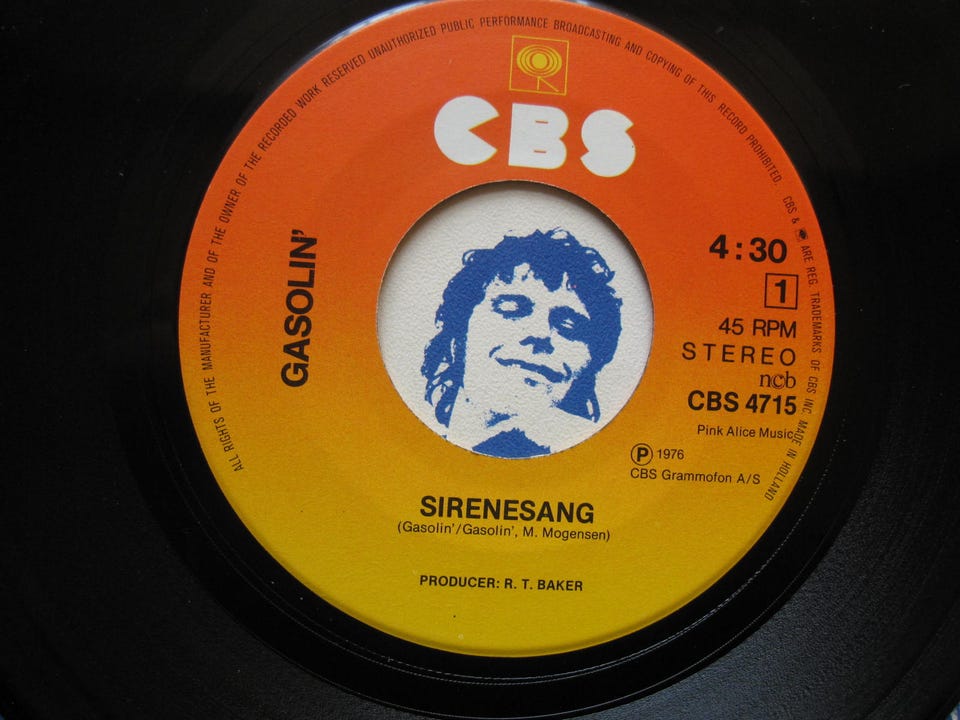 ALL RIGHTS OF THE MANUFACTURER AND OF THE OWNER OF THE RECORDED WORK RESERVED UNAUTHORIZED PUBLIC PERFORMANCE BROADCASTING AND COPYING OF THIS RECORD PROHIBITED. CBS & ARE REG. TRADEMARKS OF CBS INC. MADE IN HOLLAND
CBS
GASOLIN'
4:30
1
45 RPM
STEREO
ncb
CBS 4715
Pink Alice Music
Ⓟ 1976
CBS Grammofon A/S
SIRENESANG
(Gasolin'/Gasolin', M. Mogensen)
PRODUCER: R. T. BAKER